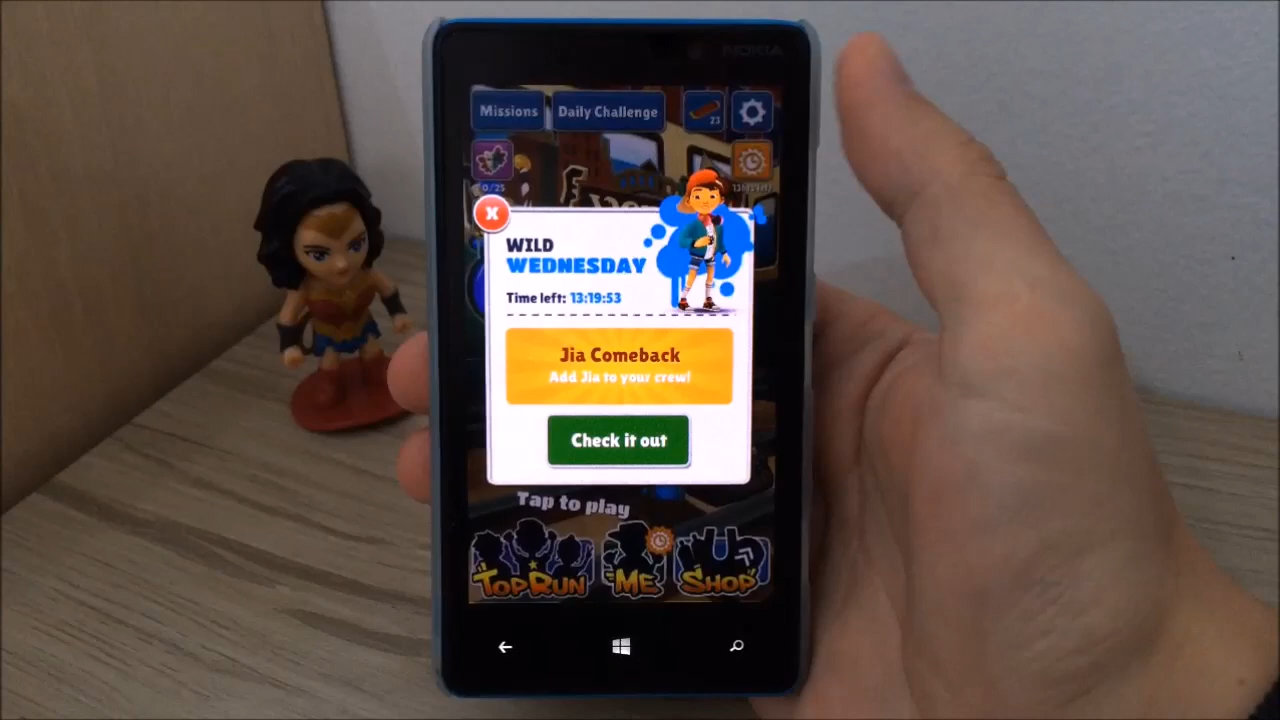 NOKIA
Missions
Daily Challenge
23
0/25
X
WILD
WEDNESDAY
Time left: 13:19:53
Jia Comeback
Add Jia to your crew!
Check it out
Tap to play
TOP RUN
ME
SHOP